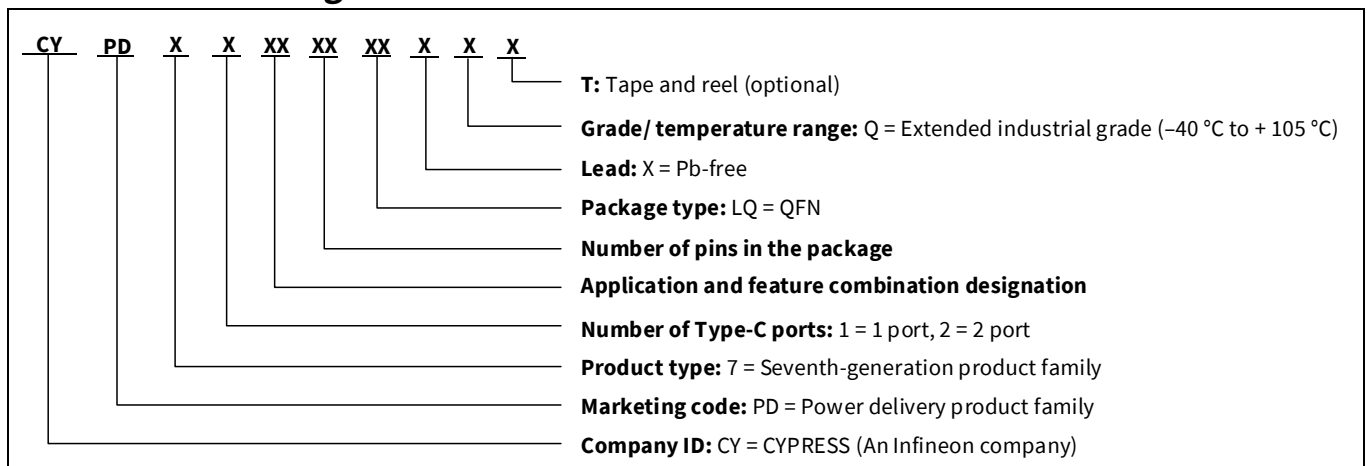 g
CY PD X X XX XX XX X X X
T: Tape and reel (optional)
Grade/ temperature range: Q = Extended industrial grade (–40 °C to + 105 °C)
Lead: X = Pb-free
Package type: LQ = QFN
Number of pins in the package
Application and feature combination designation
Number of Type-C ports: 1 = 1 port, 2 = 2 port
Product type: 7 = Seventh-generation product family
Marketing code: PD = Power delivery product family
Company ID: CY = CYPRESS (An Infineon company)